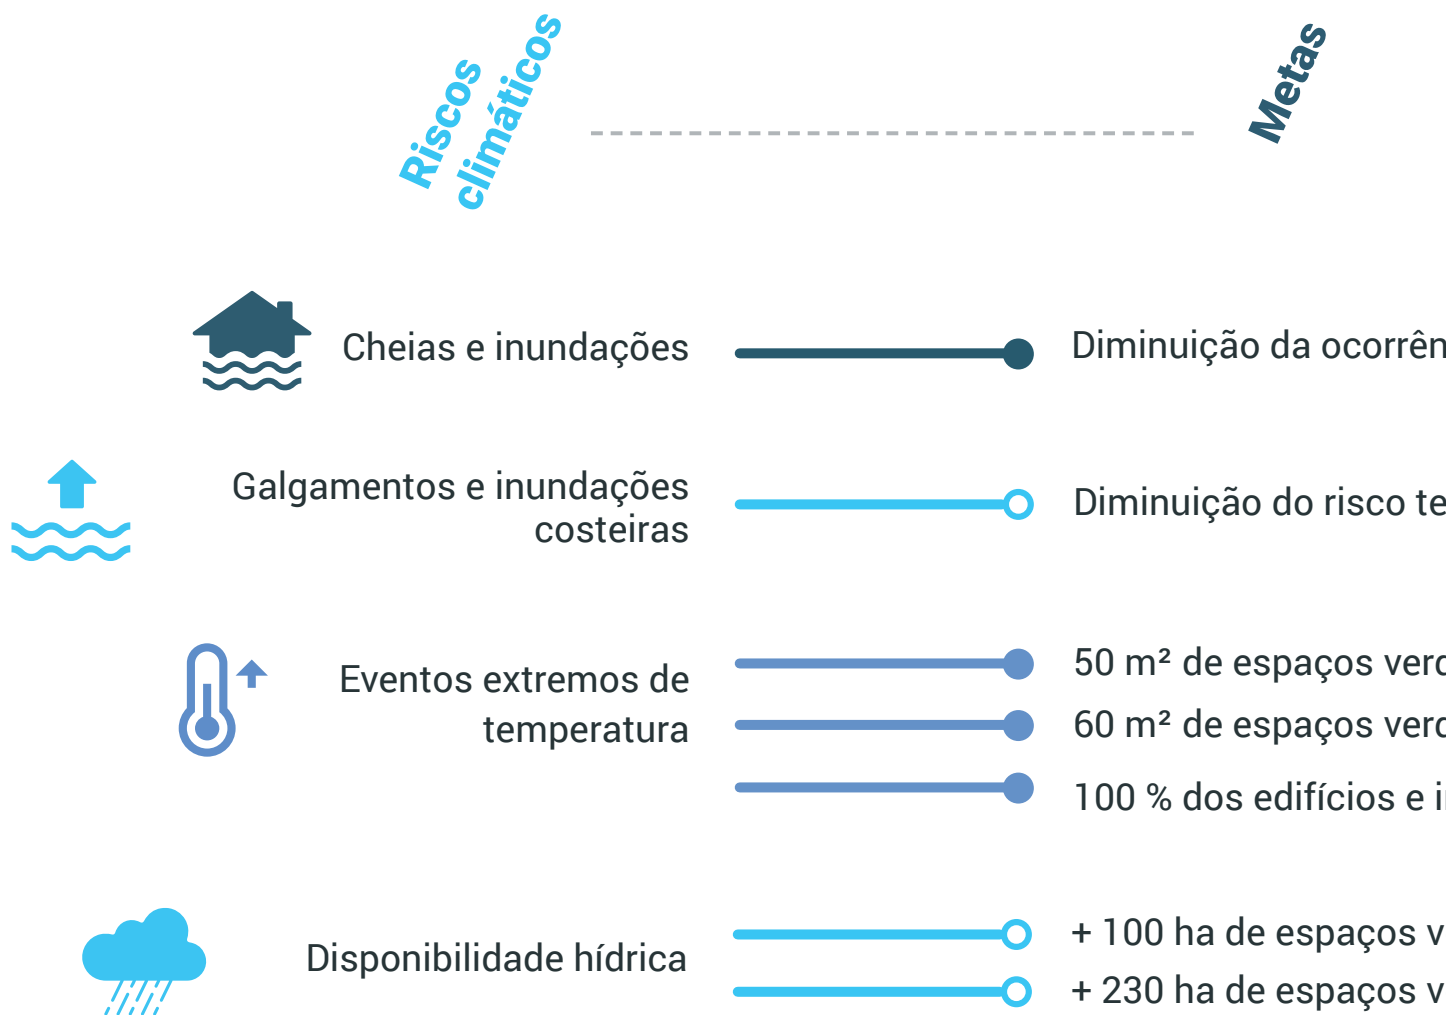 Riscos
climáticos
Metas
Cheias e inundações
Diminuição da
Galgamentos e inundações
costeiras
Diminuição do risco
Eventos extremos de
temperatura
50 m² de espaços
60 m² de espaços
100 % dos edifícios e
Disponibilidade hídrica
+ 100 ha de espaços
+ 230 ha de espaços